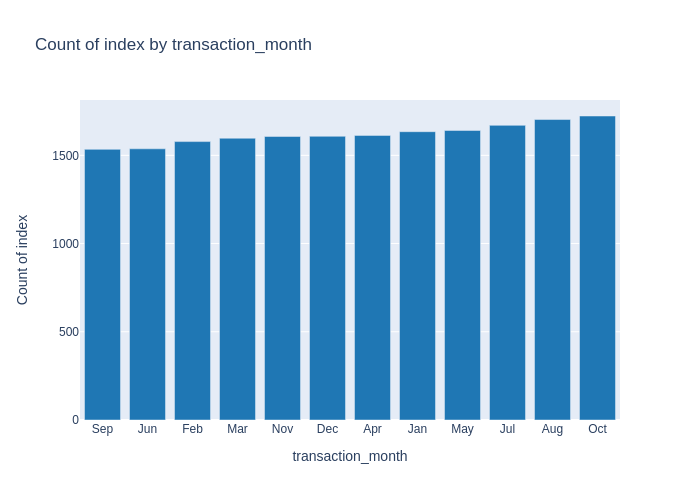 Count of index by transaction_month
Count of index
1500
1000
500
0
Sep Jun Feb Mar Nov Dec Apr Jan May Jul Aug Oct
transaction_month